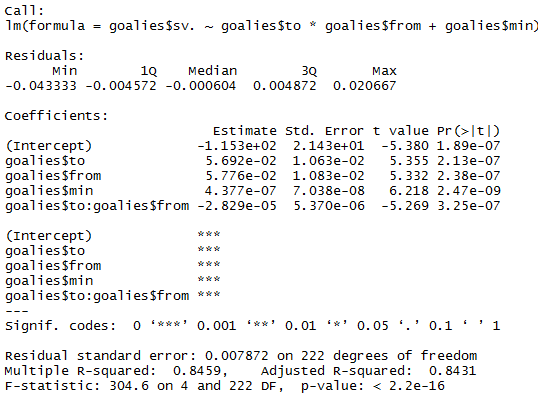 Call:
lm(formula = goalies$sv. ~ goalies$to * goalies$from + goalies$min)
Residuals:
Min 1Q Median 3Q Max
-0.043333 -0.004572 -0.000604 0.004872 0.020667
Coefficients:
Estimate Std. Error t value Pr(>|t|)
(Intercept) -1.153e+02 2.143e+01 -5.380 1.89e-07
goalies$to 5.692e-02 1.063e-02 5.355 2.13e-07
goalies$from 5.776e-02 1.083e-02 5.332 2.38e-07
goalies$min 4.377e-07 7.038e-08 6.218 2.47e-09
goalies$to:goalies$from -2.829e-05 5.370e-06 -5.269 3.25e-07
(Intercept) ***
goalies$to ***
goalies$from ***
goalies$min ***
goalies$to:goalies$from ***
---
Signif. codes: 0 ‘***’ 0.001 ‘**’ 0.01 ‘*’ 0.05 ‘.’ 0.1 ‘ ’ 1
Residual standard error: 0.007872 on 222 degrees of freedom
Multiple R-squared: 0.8459, Adjusted R-squared: 0.8431
F-statistic: 304.6 on 4 and 222 DF, p-value: < 2.2e-16